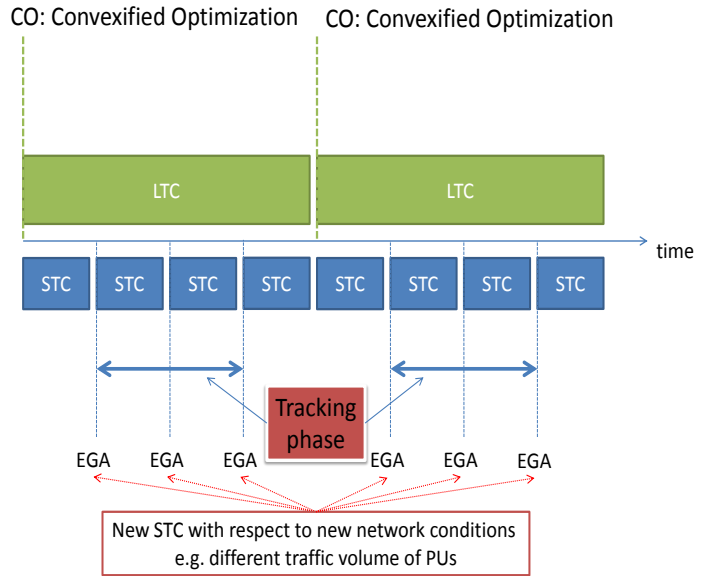 CO: Convexified Optimization CO: Convexified Optimization
LTC LTC
time
STC STC STC STC STC STC STC STC
Tracking
phase
EGA EGA EGA EGA EGA EGA
New STC with respect to new network conditions
e.g. different traffic volume of PUs